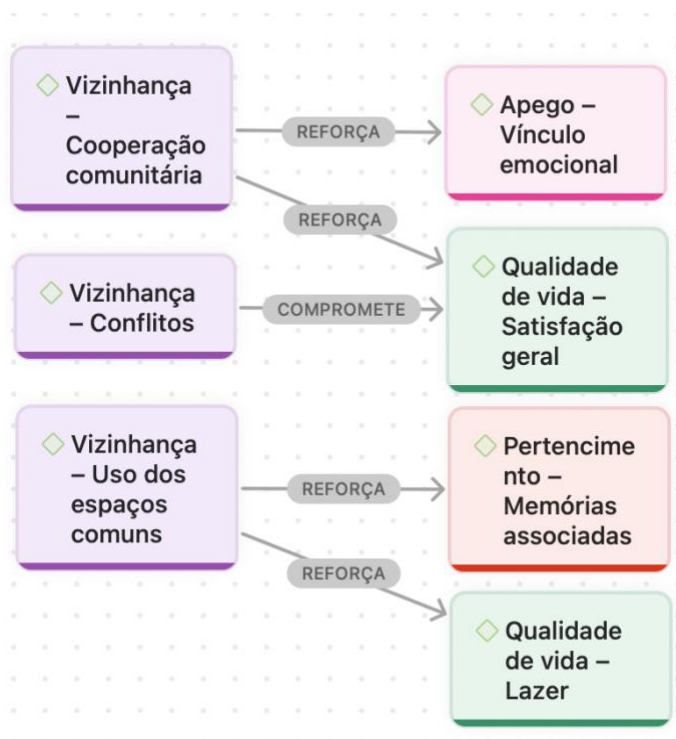 Vizinhança
–
Cooperação
comunitária
REFORÇA
Apego –
Vínculo
emocional
REFORÇA
Vizinhança
– Conflitos
COMPROMETE
Qualidade
de vida –
Satisfação
geral
Vizinhança
– Uso dos
espaços
comuns
REFORÇA
Pertencime
nto –
Memórias
associadas
REFORÇA
Qualidade
de vida –
Lazer